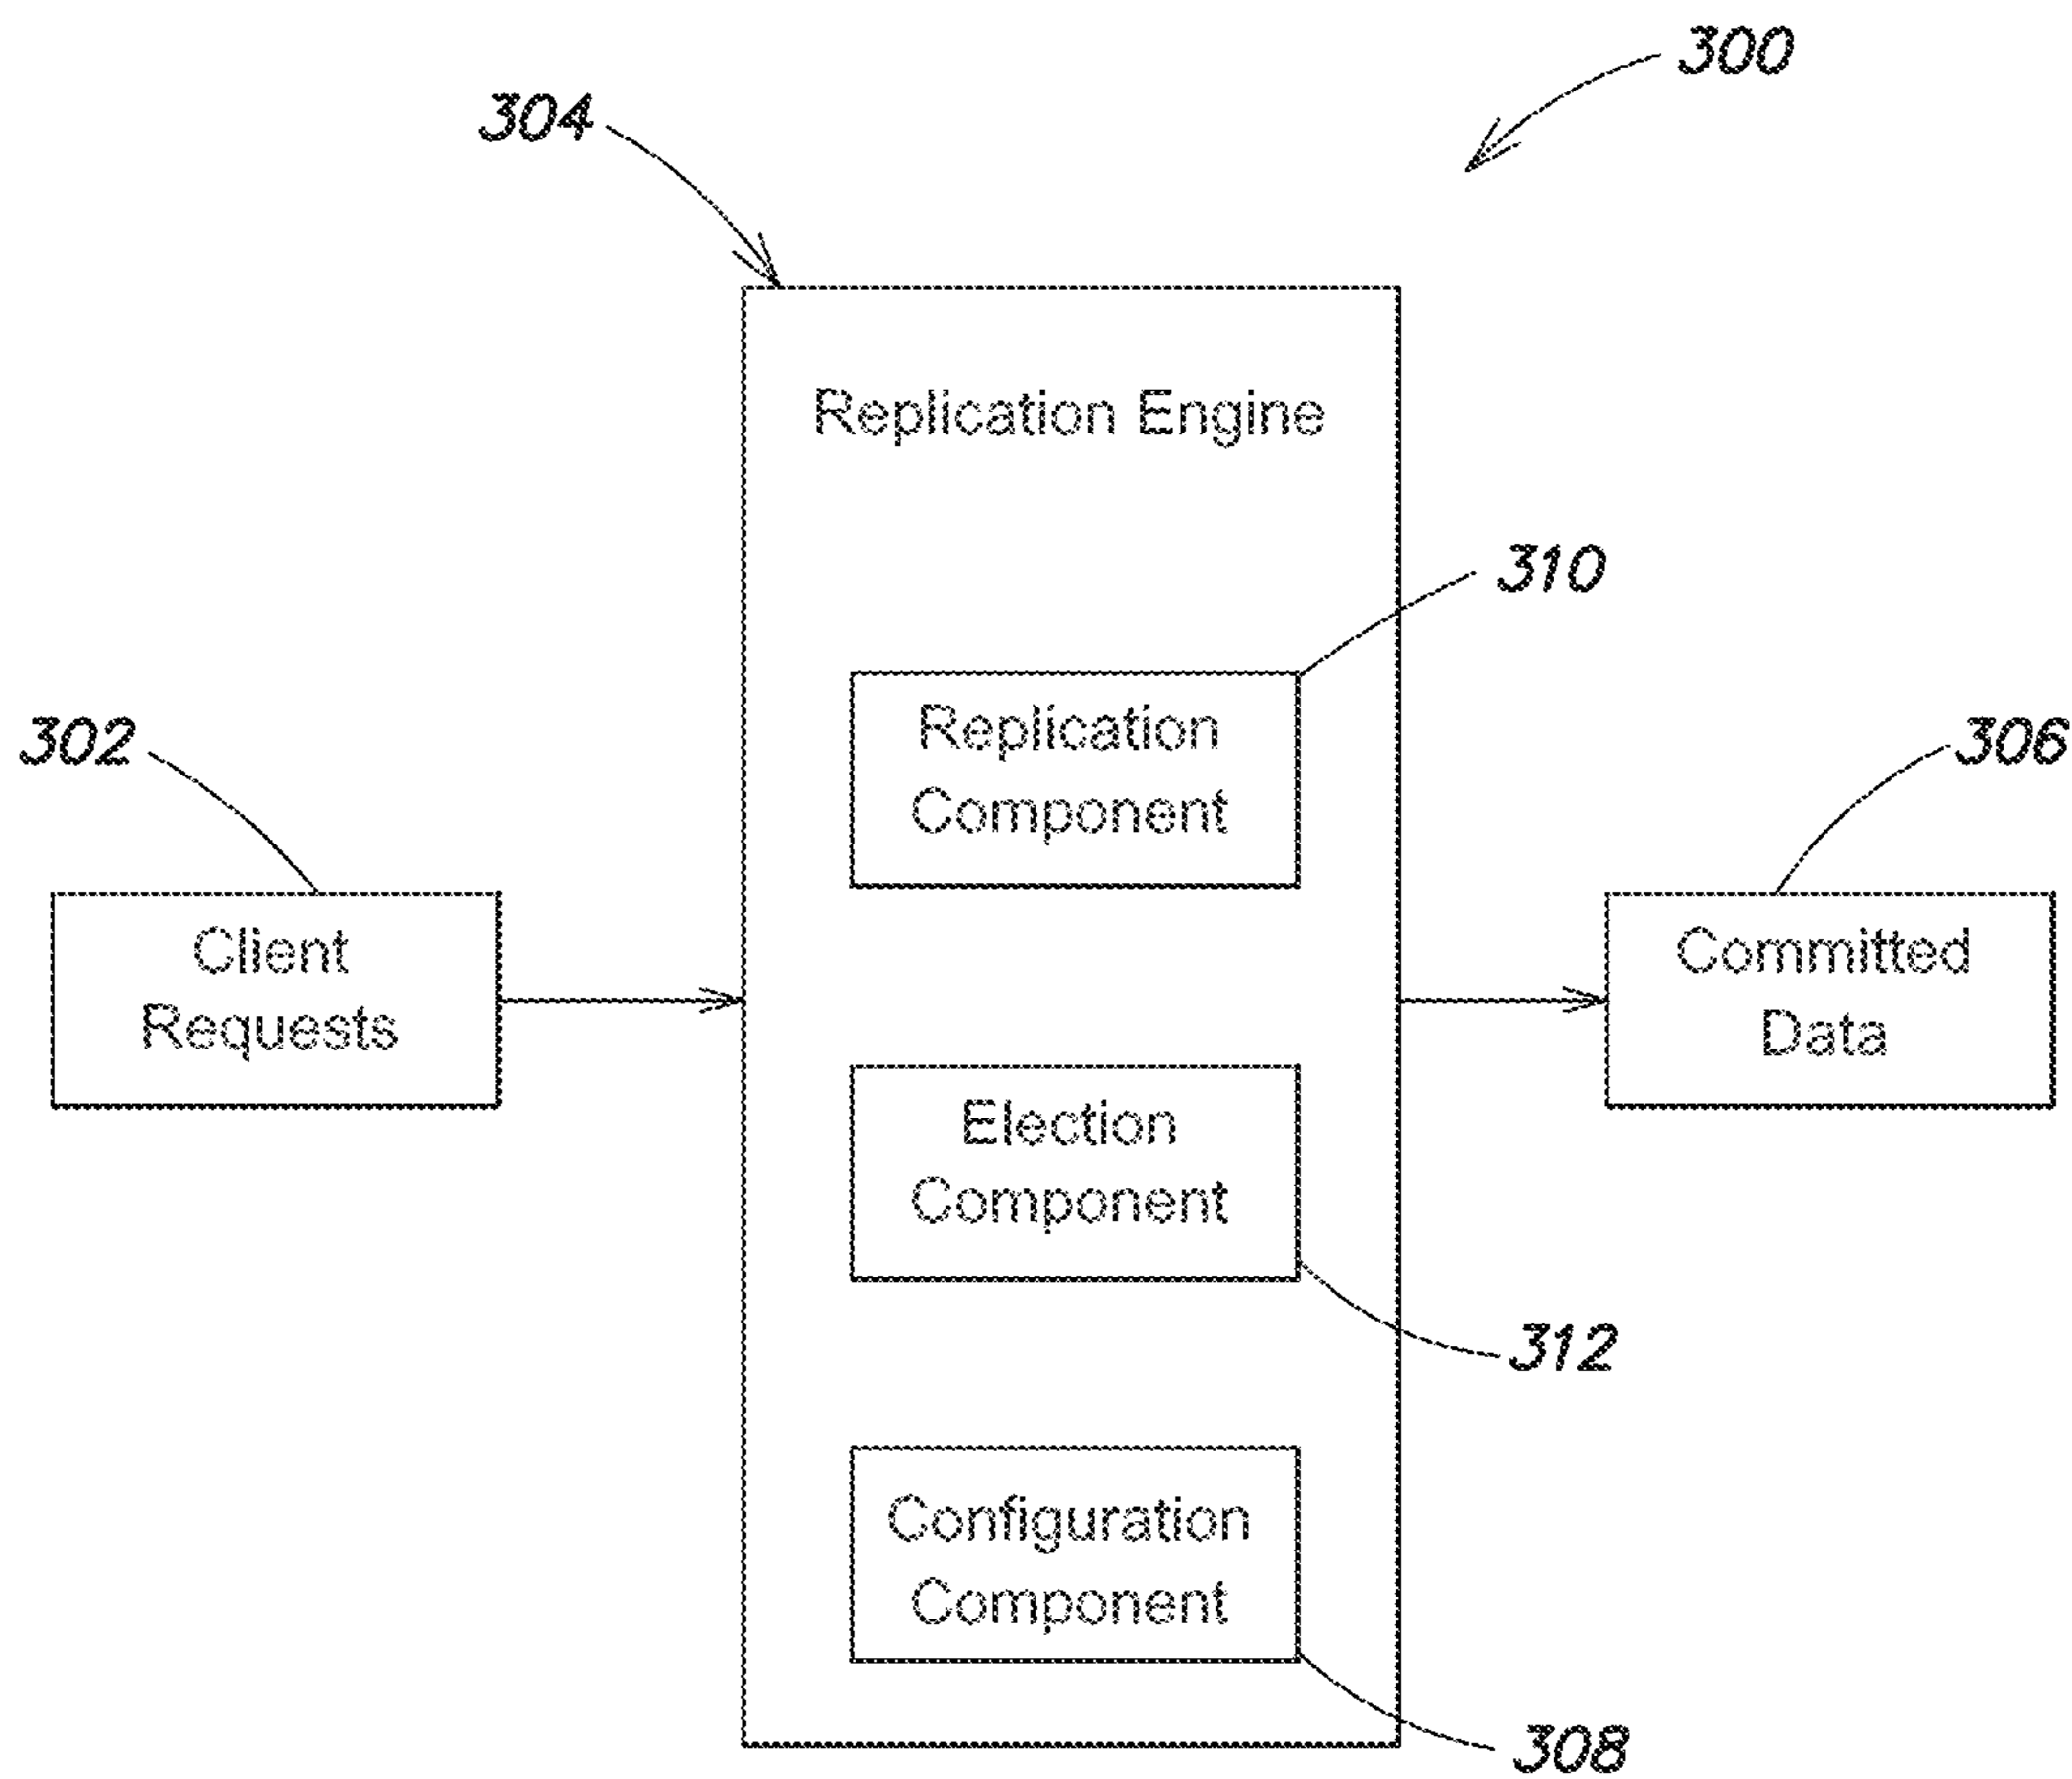 300
304
Replication Engine
310
Replication
Component
302
306
Client
Requests
Committed
Data
Election
Component
312
Configuration
Component
308